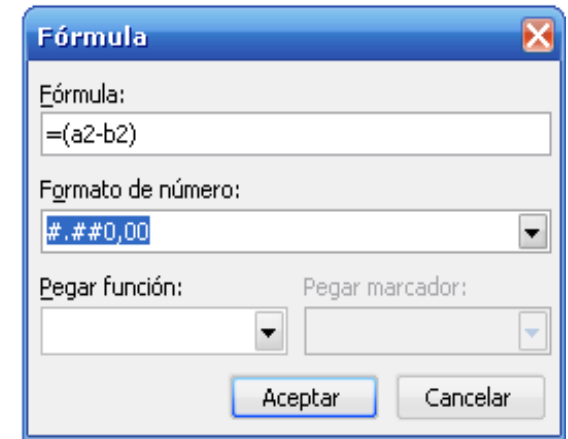 Fórmula
Fórmula:
=(a2-b2)
Formato de número:
#.##0,00
Pegar función:
Pegar marcador:
Aceptar
Cancelar